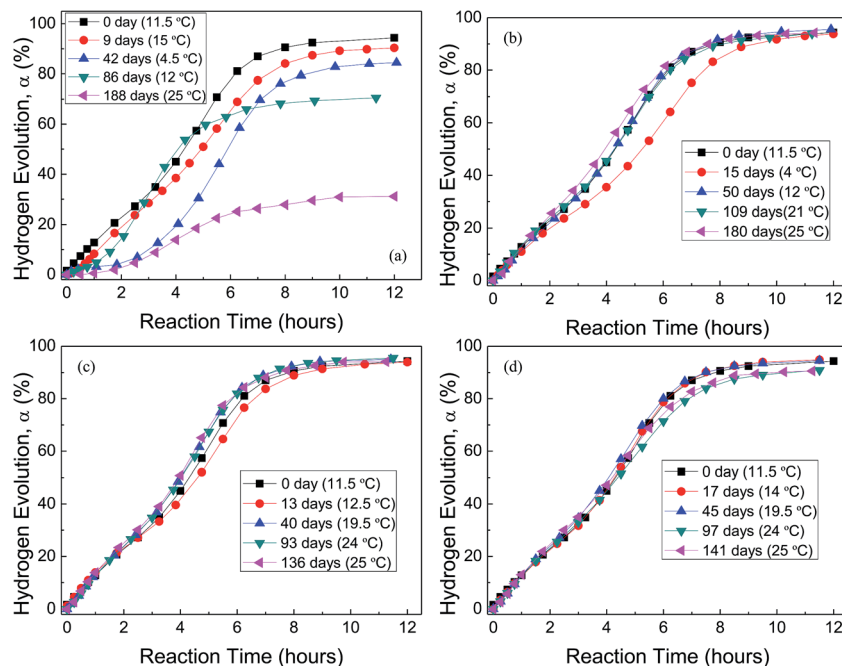 100
80
60
40
20
0
Hydrogen Evolution, α (%)
0 day (11.5 ºC)
9 days (15 ºC)
42 days (4.5 ºC)
86 days (12 ºC)
188 days (25 ºC)
(a)
0 2 4 6 8 10 12
Reaction Time (hours)
100
80
60
40
20
0
Hydrogen Evolution, α (%)
(b)
0 day (11.5 ºC)
15 days (4 ºC)
50 days (12 ºC)
109 days(21 ºC)
180 days(25 ºC)
0 2 4 6 8 10 12
Reaction Time (hours)
100
80
60
40
20
0
Hydrogen Evolution, α (%)
(c)
0 day (11.5 ºC)
13 days (12.5 ºC)
40 days (19.5 ºC)
93 days (24 ºC)
136 days (25 ºC)
0 2 4 6 8 10 12
Reaction Time (hours)
100
80
60
40
20
0
Hydrogen Evolution, α (%)
(d)
0 day (11.5 ºC)
17 days (14 ºC)
45 days (19.5 ºC)
97 days (24 ºC)
141 days (25 ºC)
0 2 4 6 8 10 12
Reaction Time (hours)